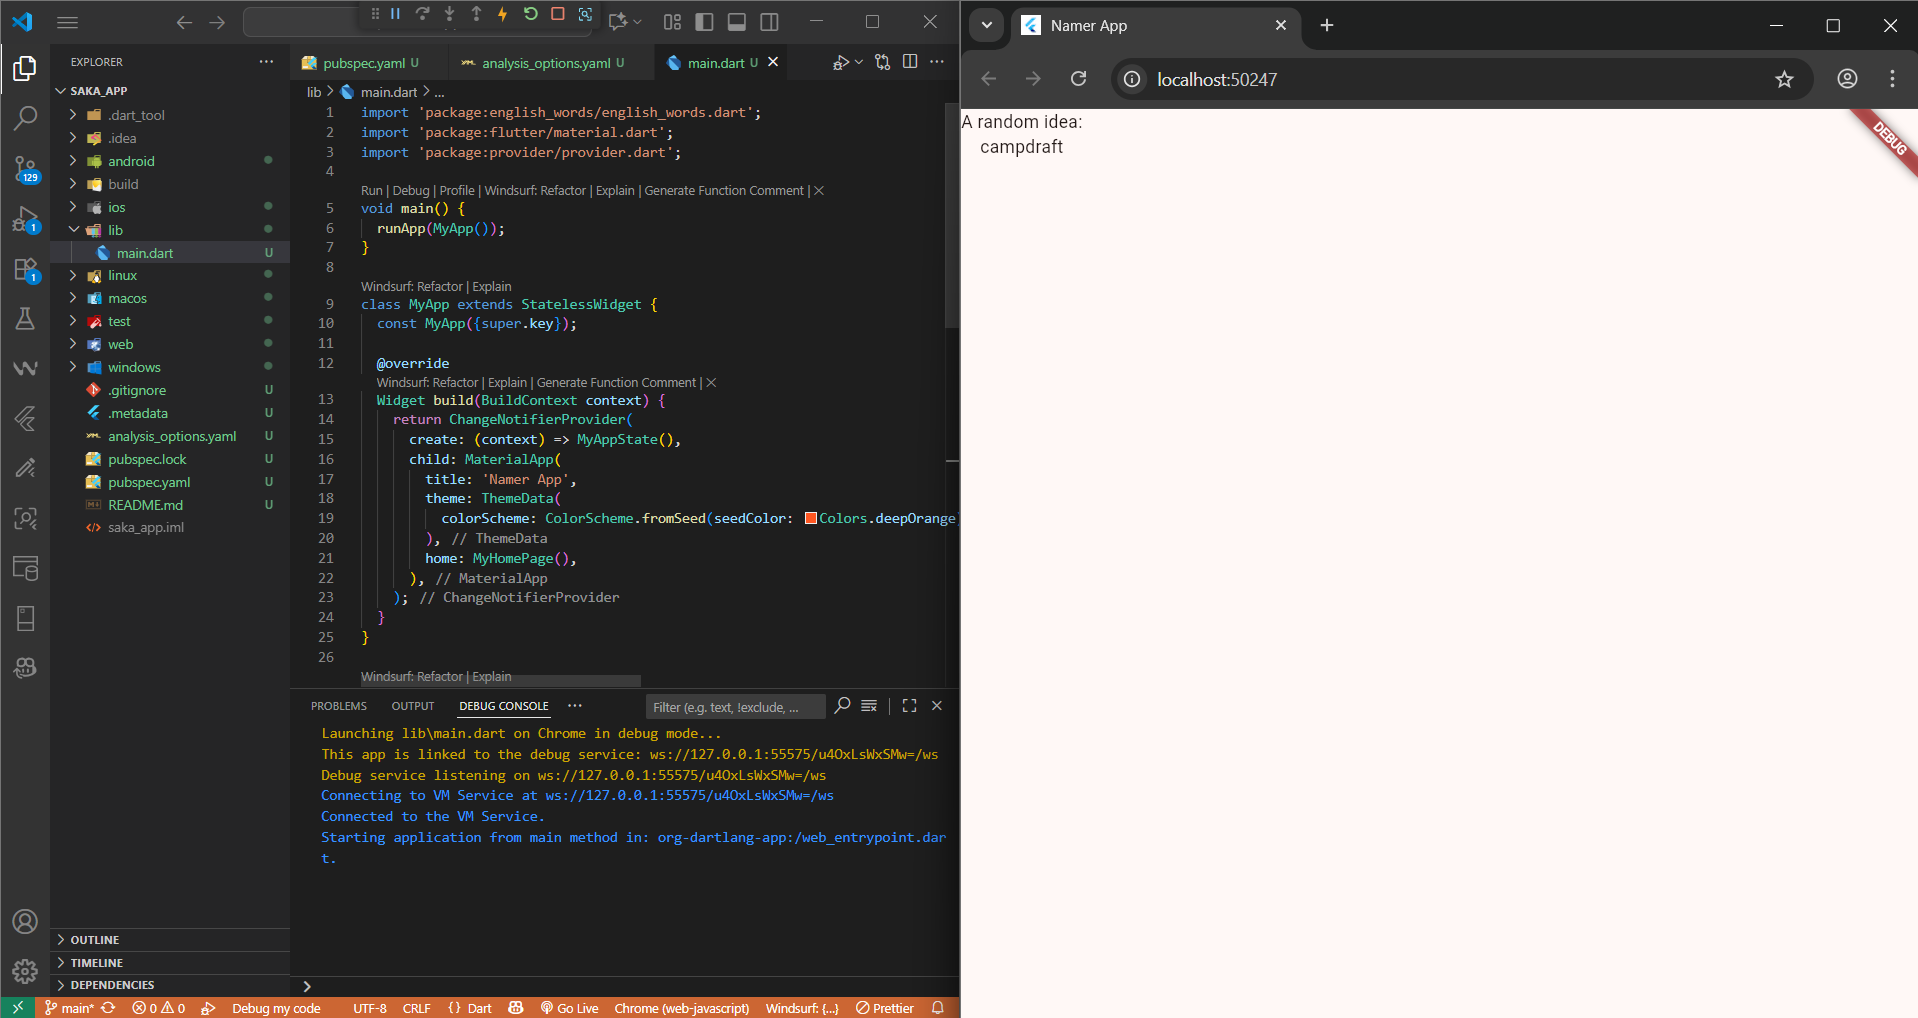 EXPLORER
SAKA_APP
.dart_tool
.idea
android
build
ios
lib
main.dart U
linux
macos
test
web
windows
.gitignore U
.metadata U
analysis_options.yaml U
pubspec.lock U
pubspec.yaml U
README.md U
saka_app.iml
OUTLINE
TIMELINE
DEPENDENCIES
129
1
1
pubspec.yaml U
analysis_options.yaml U
main.dart U
lib > main.dart > ...
1 import 'package:english_words/english_words.dart';
2 import 'package:flutter/material.dart';
3 import 'package:provider/provider.dart';
4
Run | Debug | Profile | Windsurf: Refactor | Explain | Generate Function Comment | X
5 void main() {
6 runApp(MyApp());
7 }
8
Windsurf: Refactor | Explain
9 class MyApp extends StatelessWidget {
10 const MyApp({super.key});
11
12 @override
Windsurf: Refactor | Explain | Generate Function Comment | X
13 Widget build(BuildContext context) {
14 return ChangeNotifierProvider(
15 create: (context) => MyAppState(),
16 child: MaterialApp(
17 title: 'Namer App',
18 theme: ThemeData(
19 colorScheme: ColorScheme.fromSeed(seedColor: Colors.deepOrange)
20 ), // ThemeData
21 home: MyHomePage(),
22 ), // MaterialApp
23 ); // ChangeNotifierProvider
24 }
25 }
26
Windsurf: Refactor | Explain
PROBLEMS OUTPUT DEBUG CONSOLE ... Filter (e.g. text, !exclude, ...
Launching lib\main.dart on Chrome in debug mode...
This app is linked to the debug service: ws://127.0.0.1:55575/u4OxLsWxSMw=/ws
Debug service listening on ws://127.0.0.1:55575/u4OxLsWxSMw=/ws
Connecting to VM Service at ws://127.0.0.1:55575/u4OxLsWxSMw=/ws
Connected to the VM Service.
Starting application from main method in: org-dartlang-app:/web_entrypoint.dar
t.
main* 0 0 Debug my code UTF-8 CRLF {} Dart Go Live Chrome (web-javascript) Windsurf: {...} Prettier
Namer App
localhost:50247
A random idea:
campdraft
DEBUG